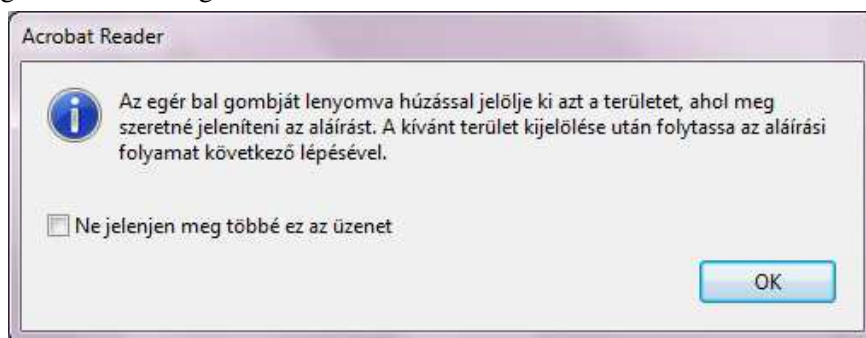 Acrobat Reader
Az egér bal gombját lenyomva húzással jelölje ki azt a területet, ahol meg
szeretné jeleníteni az aláírást. A kívánt terület kijelölése után folytassa az aláírási
folyamat következő lépésével.
Ne jelenjen meg többé ez az üzenet
OK